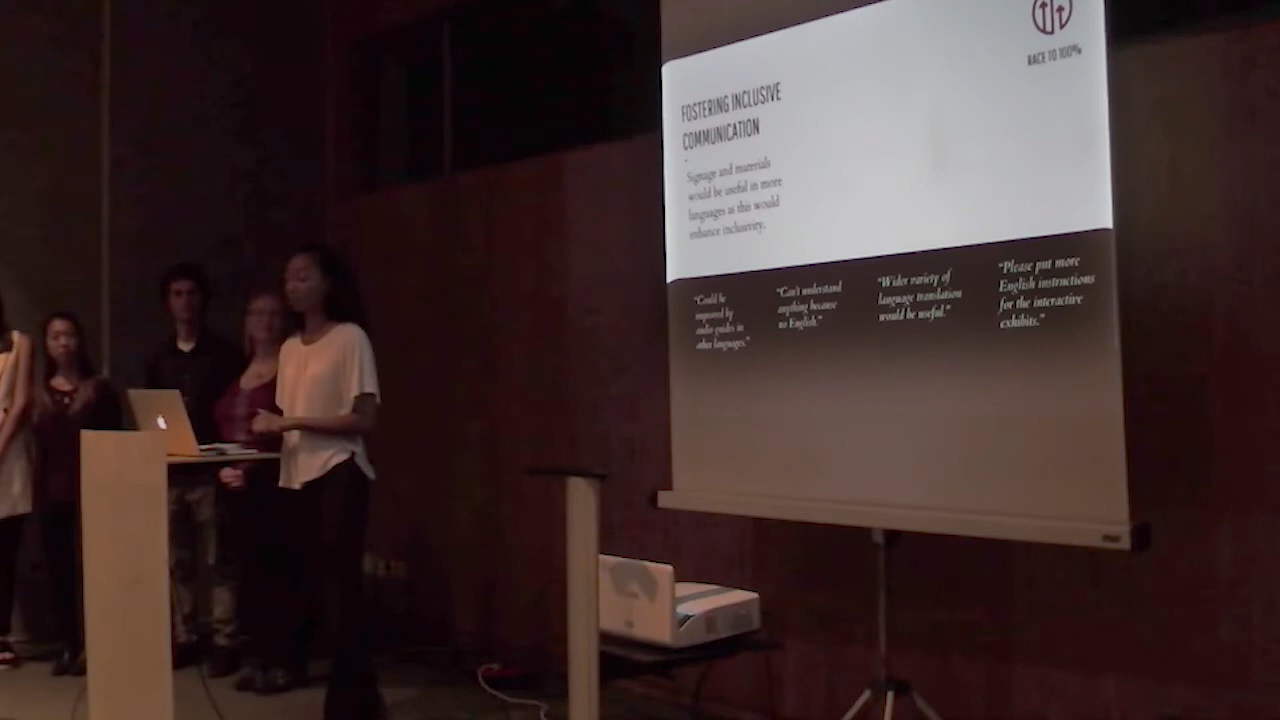 RACE TO 100%
FOSTERING INCLUSIVE
COMMUNICATION
Signage and materials
would be useful in more
languages as this would
enhance inclusivity.
"Could be
improved by
audio guides in
other languages."
"Can't understand
anything because
no English."
"Wider variety of
language translation
would be useful."
"Please put more
English instructions
for the interactive
exhibits."